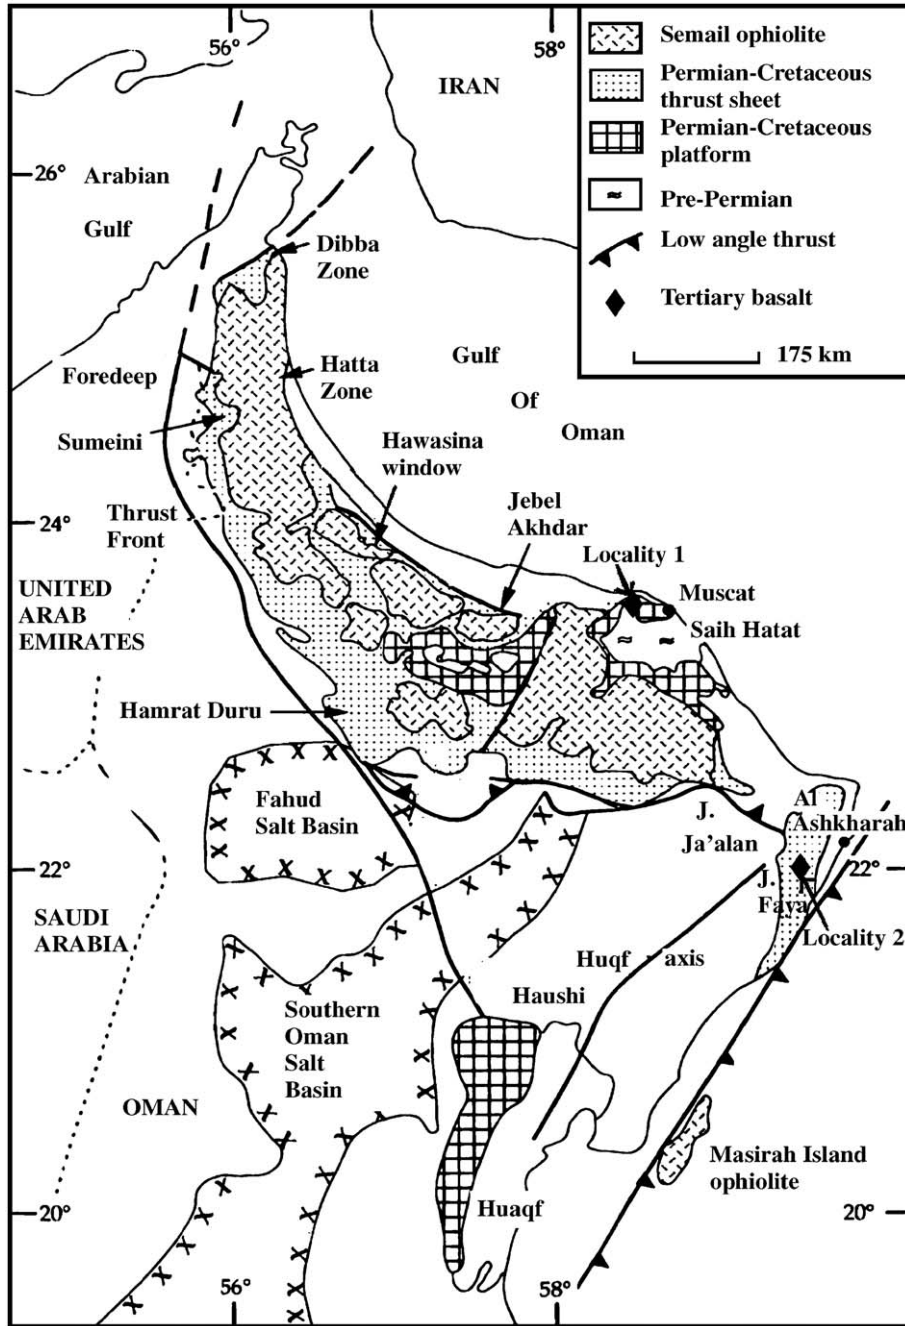 56°
58°
IRAN
Semail ophiolite
Permian-Cretaceous
thrust sheet
Permian-Cretaceous
platform
Pre-Permian
Low angle thrust
Tertiary basalt
175 km
26°
Arabian
Gulf
Dibba
Zone
Foredeep
Hatta
Zone
Gulf
Of
Oman
Sumeini
Hawasina
window
Jebel
Akhdar
24°
Thrust
Front
Locality 1
UNITED
ARAB
EMIRATES
Muscat
Saih Hatat
Hamrat Duru
Fahud
Salt Basin
J.
Ja'alan
Al
Ashkharah
22°
22°
J.
Faya
Locality 2
SAUDI
ARABIA
Huqf axis
Haushi
Southern
Oman
Salt
Basin
OMAN
Masirah Island
ophiolite
Huaqf
20°
20°
56°
58°